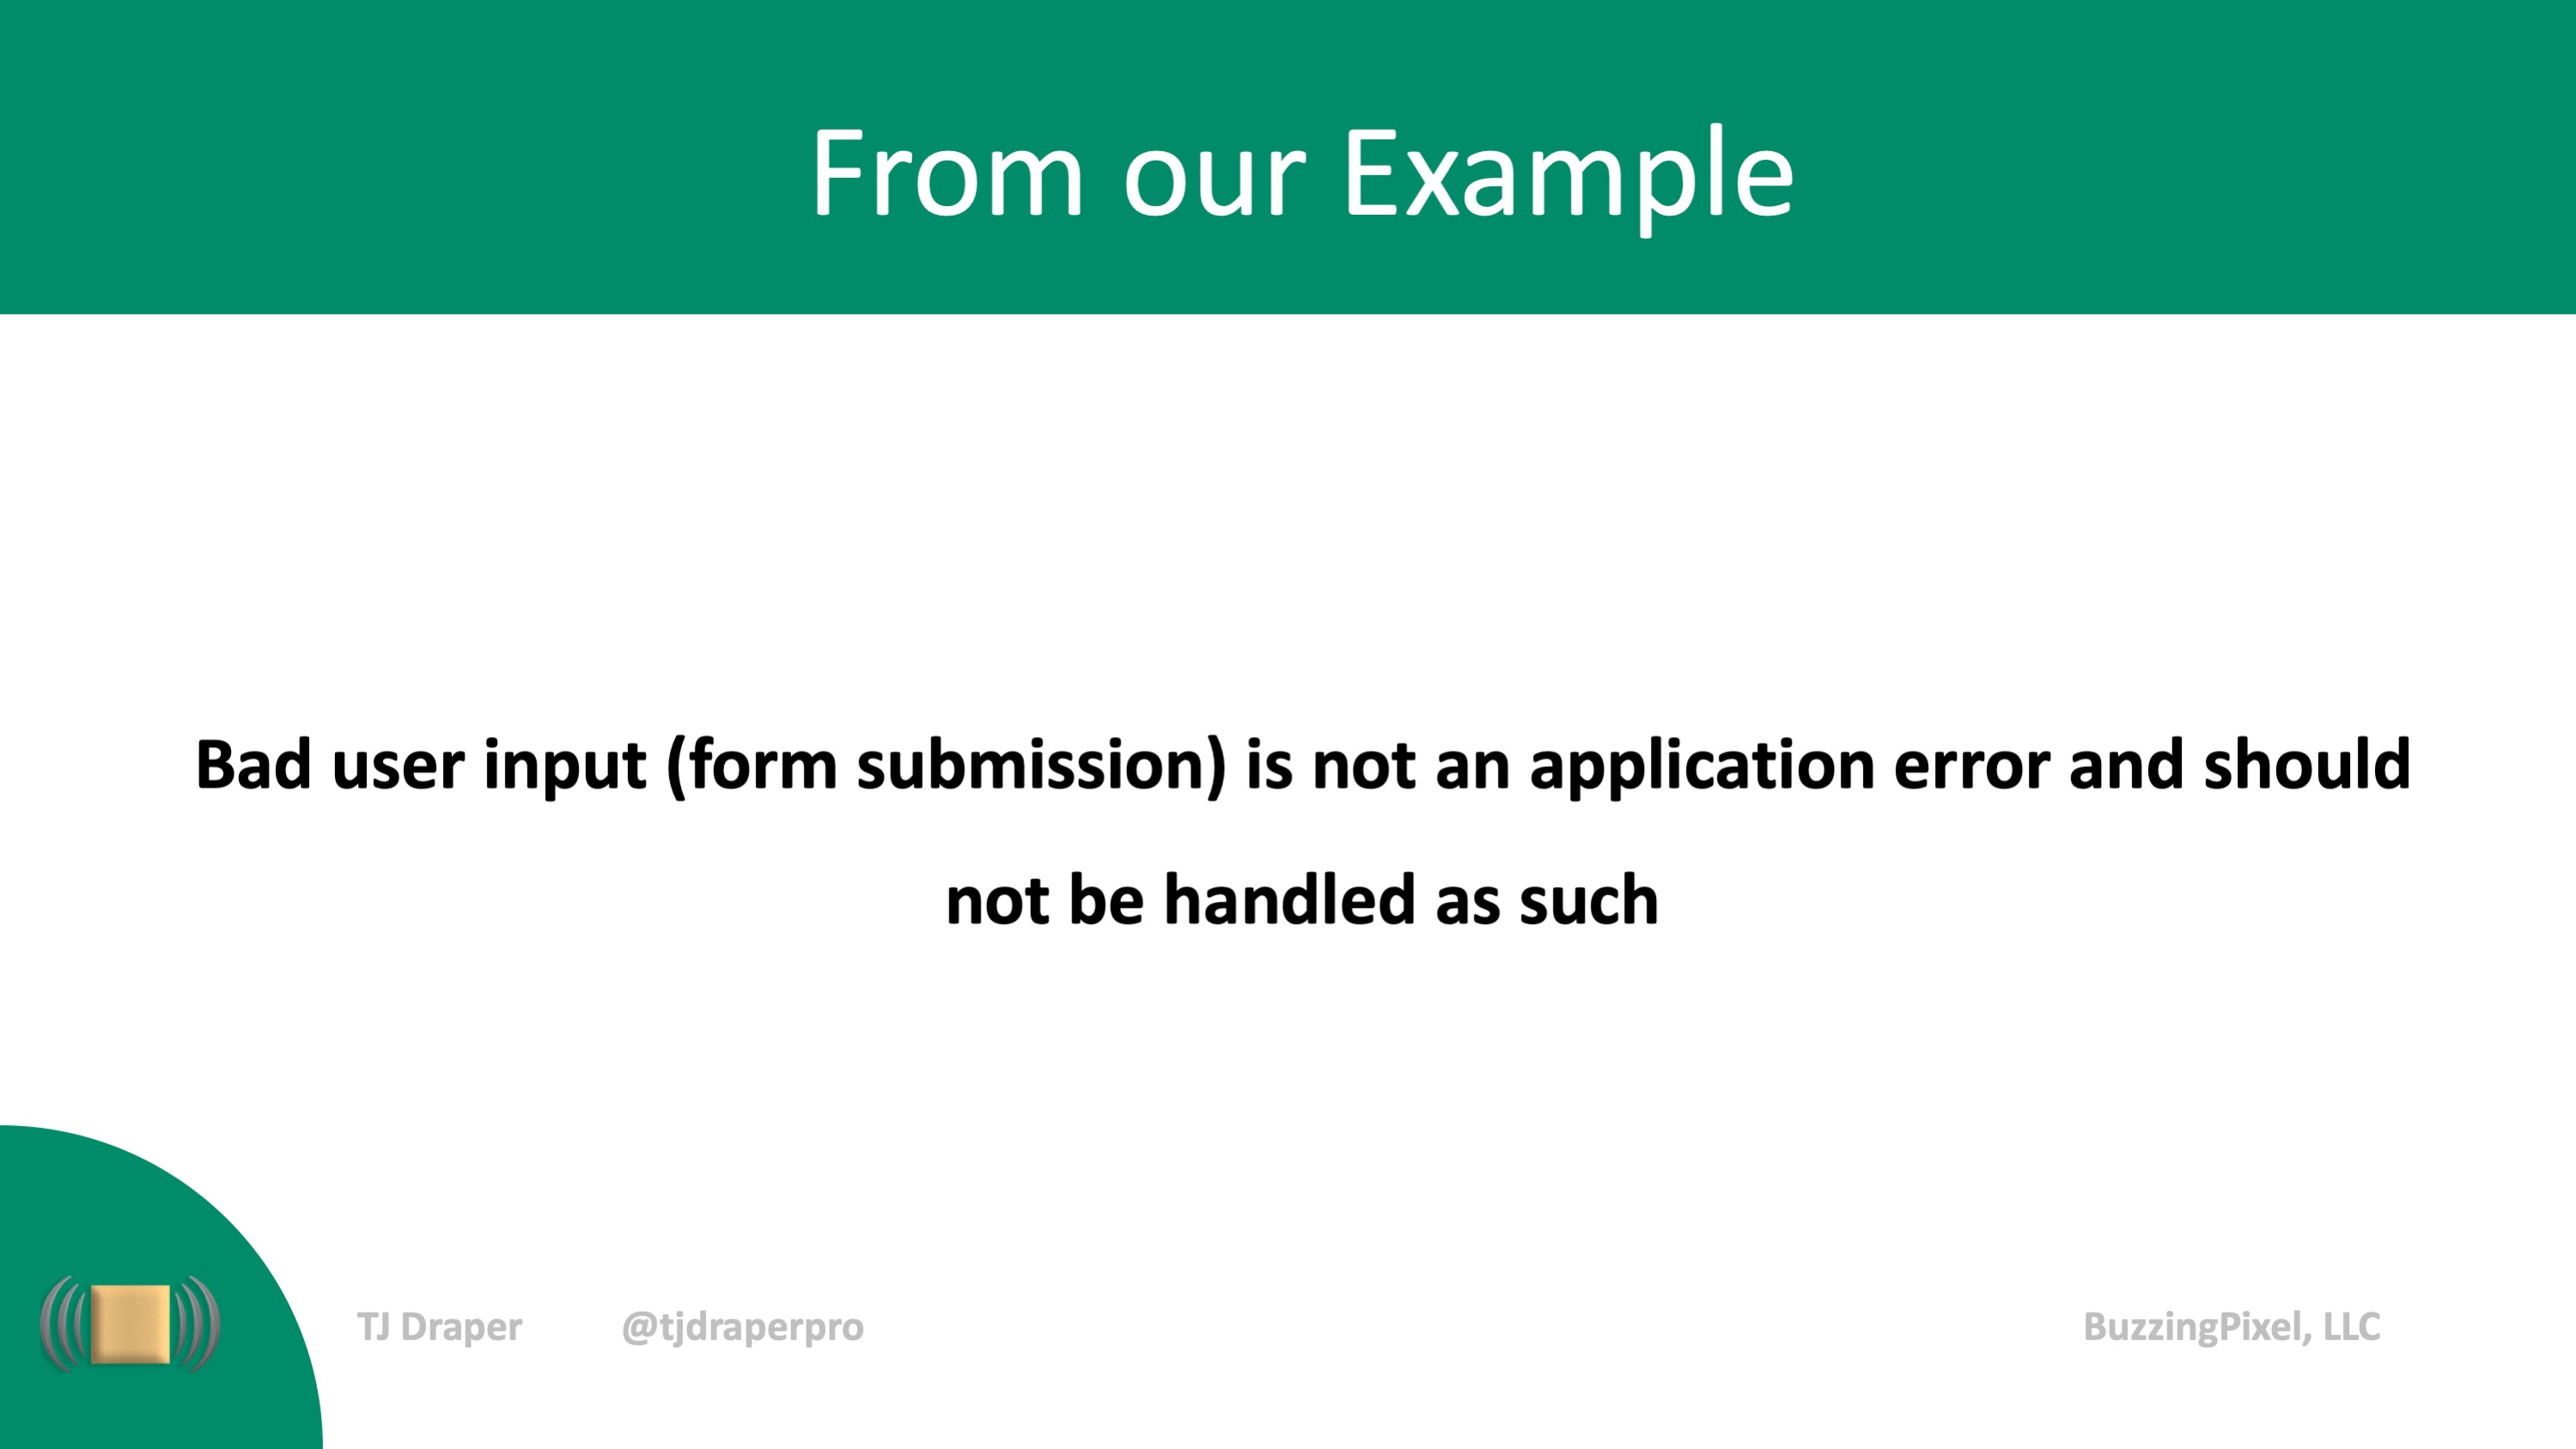 From our Example
Bad user input (form submission) is not an application error and should
not be handled as such
TJ Draper @tjdraperpro BuzzingPixel, LLC